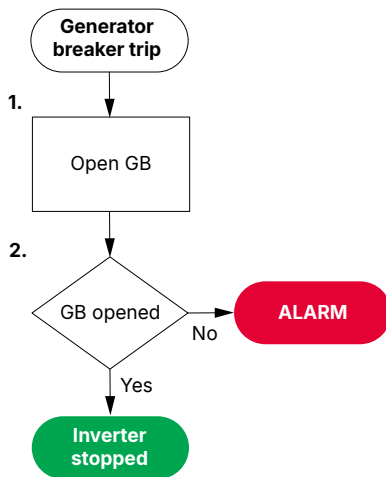 Generator
breaker trip
1.
Open GB
2.
GB opened
ALARM
No
Yes
Inverter
stopped